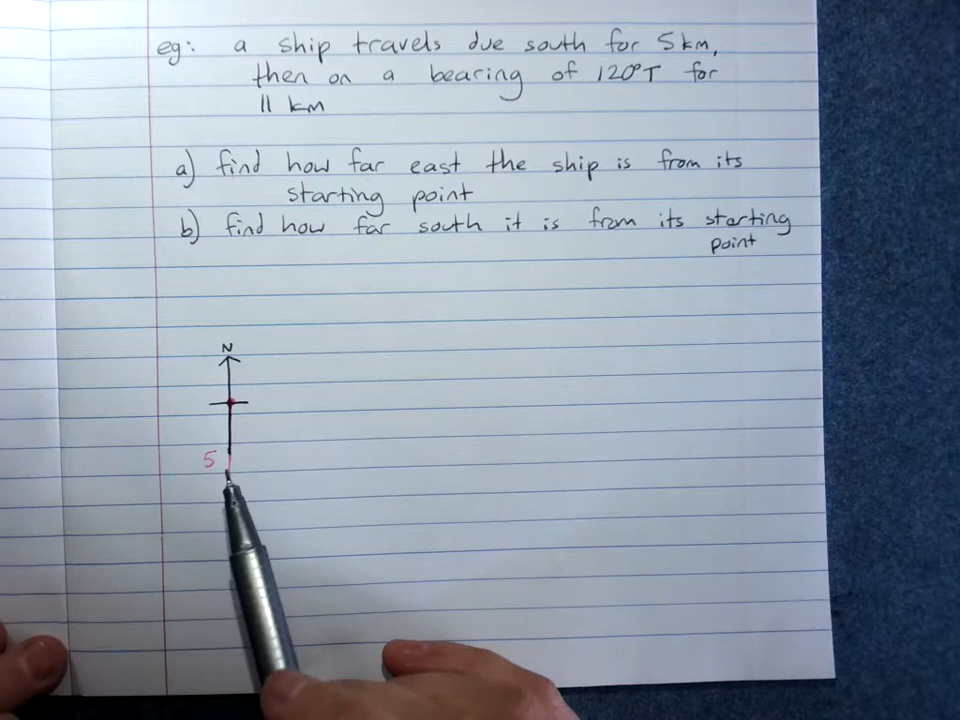 eg: a ship travels due south for 5km,
then on a bearing of 120°T for
11 km
a) find how far east the ship is from its
starting point
b) find how far south it is from its starting
point
N
5